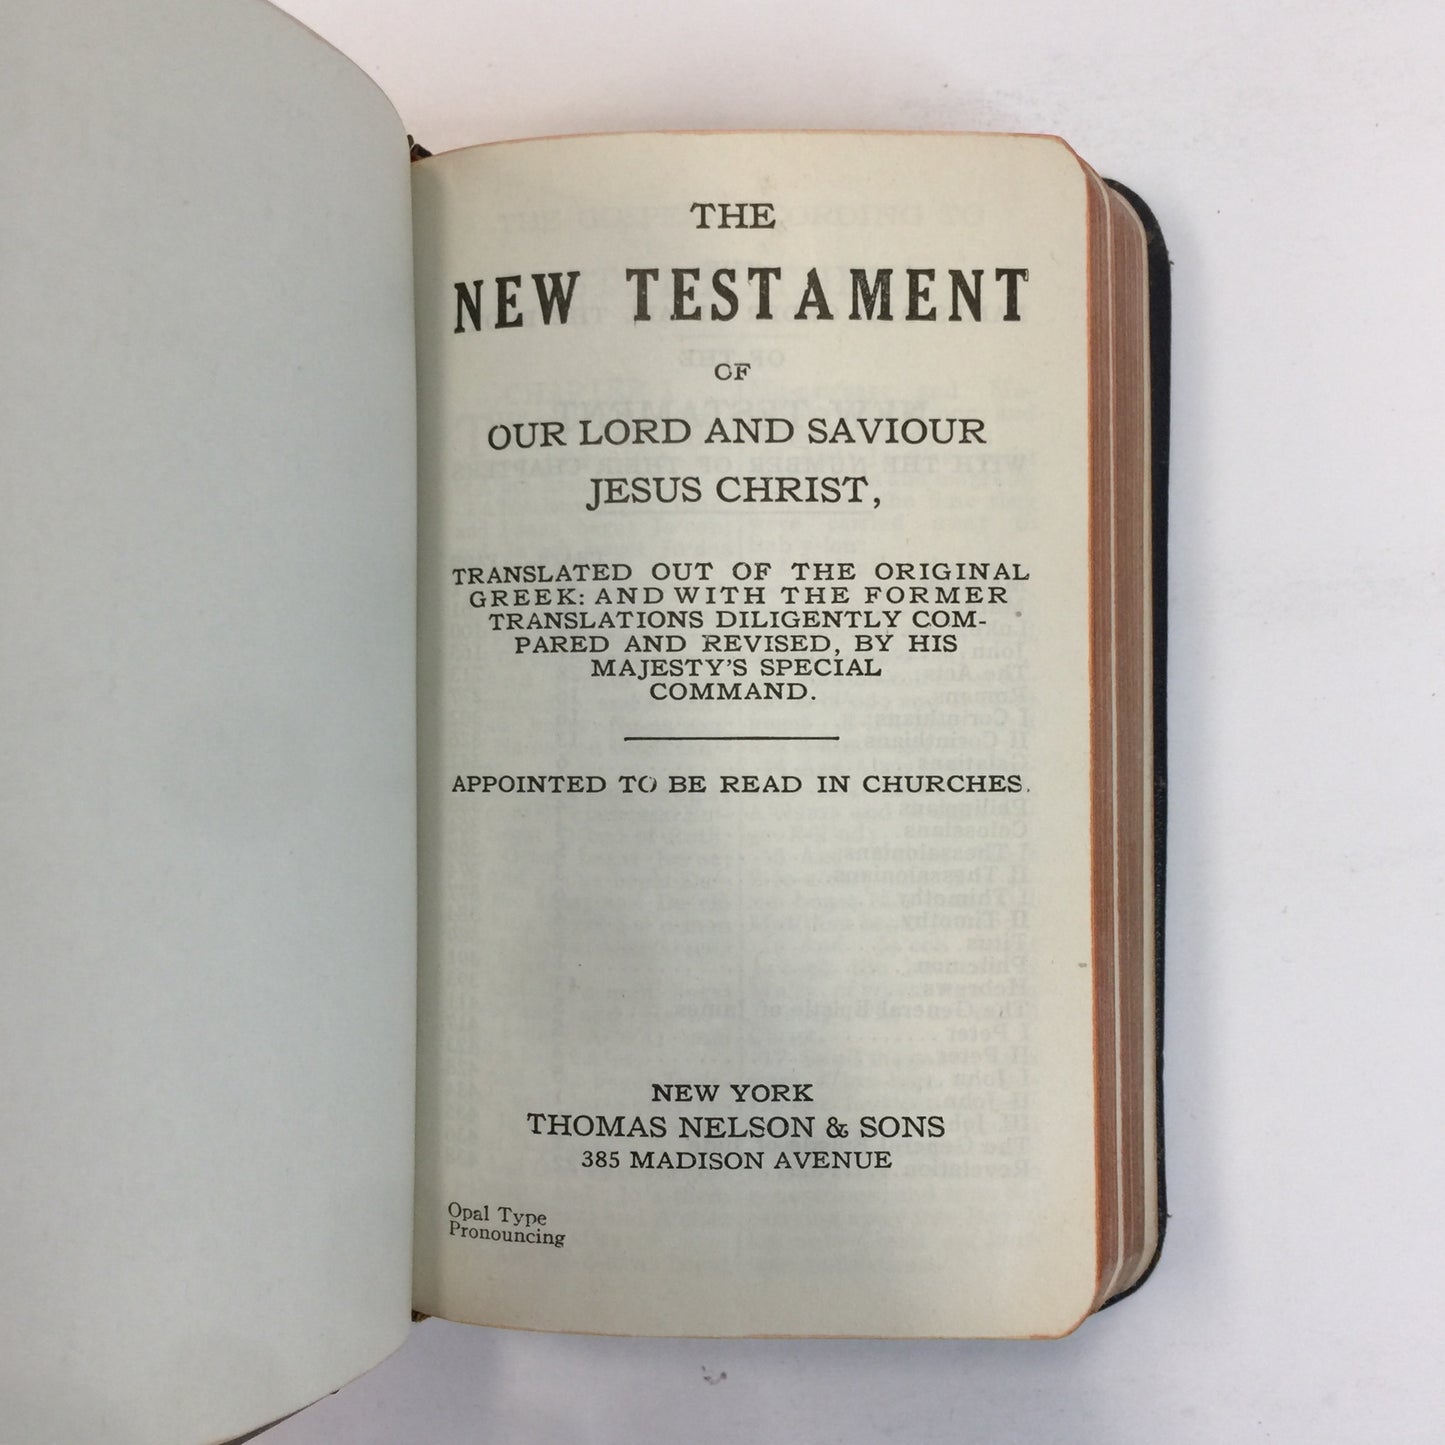 THE
NEW TESTAMENT
OF
OUR LORD AND SAVIOUR
JESUS CHRIST,
TRANSLATED OUT OF THE ORIGINAL
GREEK: AND WITH THE FORMER
TRANSLATIONS DILIGENTLY COM-
PARED AND REVISED, BY HIS
MAJESTY'S SPECIAL
COMMAND.
APPOINTED TO BE READ IN CHURCHES.
NEW YORK
THOMAS NELSON & SONS
385 MADISON AVENUE
Opal Type
Pronouncing